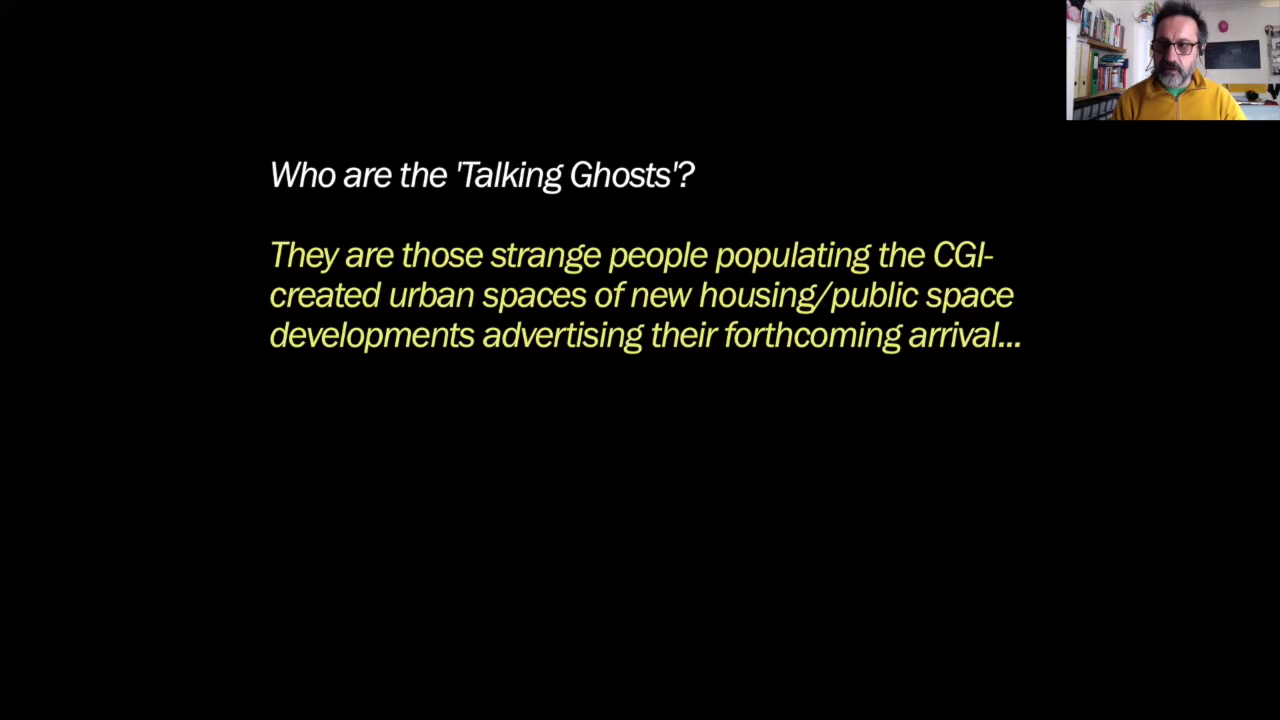 Who are the 'Talking Ghosts'?
They are those strange people populating the CGI-
created urban spaces of new housing/public space
developments advertising their forthcoming arrival...